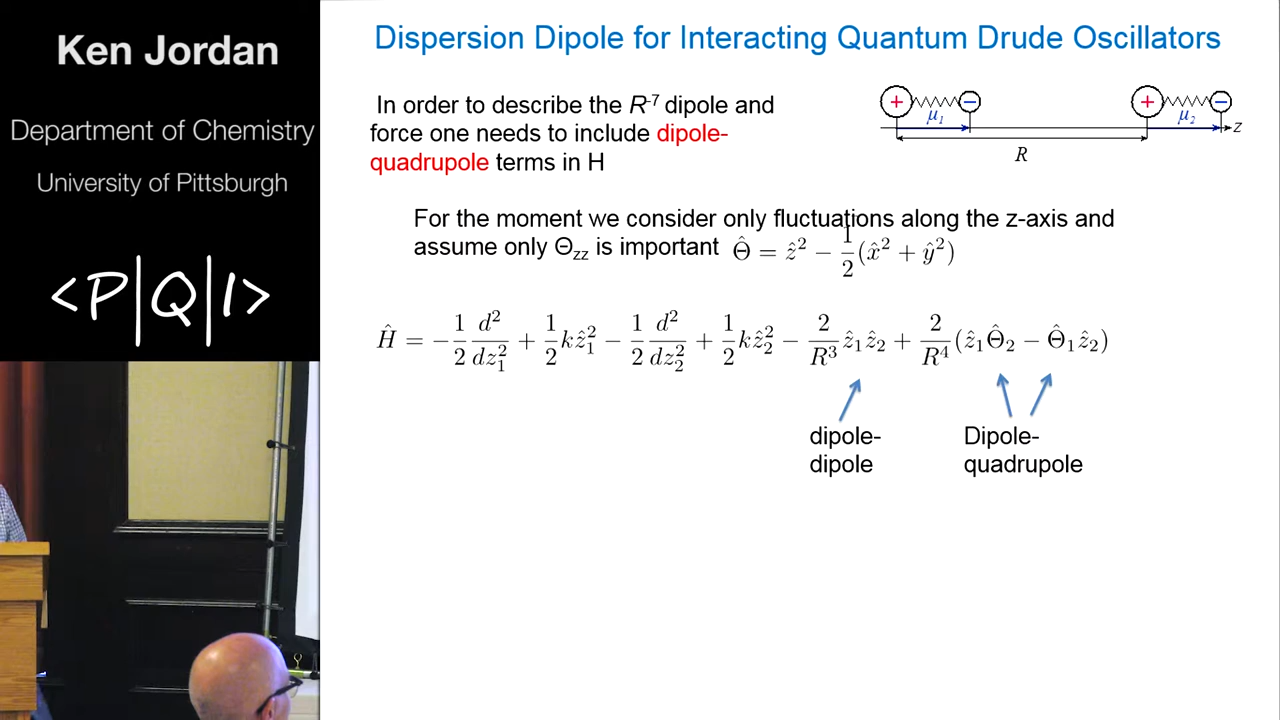 Ken Jordan
Department of Chemistry
University of Pittsburgh
<P|Q|1>
Dispersion Dipole for Interacting Quantum Drude Oscillators
In order to describe the R⁻⁷ dipole and
force one needs to include dipole-
quadrupole terms in H
+ − + −
μ₁ μ₂ z
R
For the moment we consider only fluctuations along the z-axis and
assume only Θzz is important Θ̂ = ẑ² − 1/2(x̂² + ŷ²)
Ĥ = −1/2 d²/dz₁² + 1/2 kẑ₁² − 1/2 d²/dz₂² + 1/2 kẑ₂² − 2/R³ ẑ₁ẑ₂ + 2/R⁴ (ẑ₁Θ̂₂ − Θ̂₁ẑ₂)
dipole-
dipole
Dipole-
quadrupole